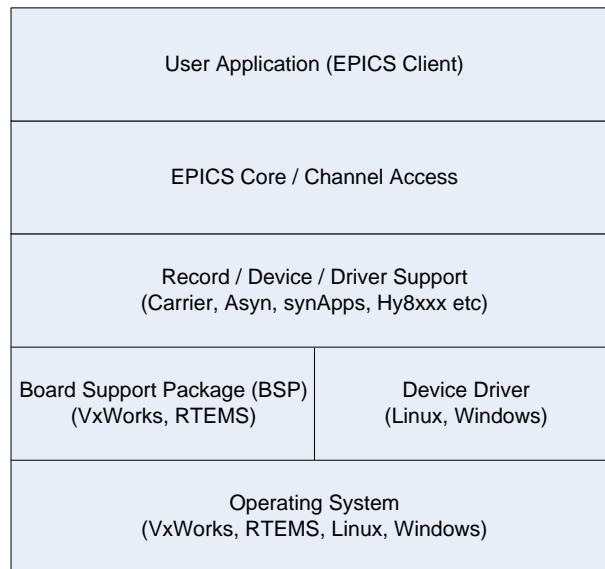 User Application (EPICS Client)
EPICS Core / Channel Access
Record / Device / Driver Support
(Carrier, Asyn, synApps, Hy8xxx etc)
Board Support Package (BSP)
(VxWorks, RTEMS)
Device Driver
(Linux, Windows)
Operating System
(VxWorks, RTEMS, Linux, Windows)